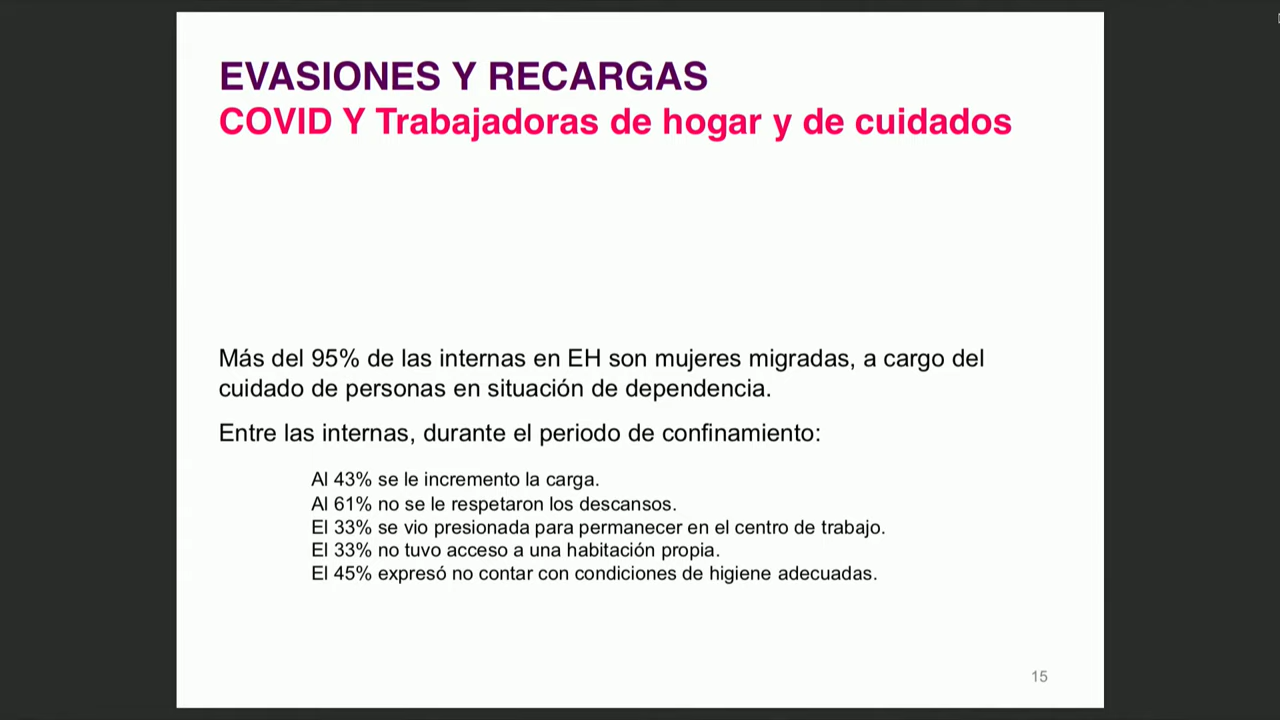 EVASIONES Y RECARGAS
COVID Y Trabajadoras de hogar y de cuidados
Más del 95% de las internas en EH son mujeres migradas, a cargo del
cuidado de personas en situación de dependencia.
Entre las internas, durante el periodo de confinamiento:
Al 43% se le incremento la carga.
Al 61% no se le respetaron los descansos.
El 33% se vio presionada para permanecer en el centro de trabajo.
El 33% no tuvo acceso a una habitación propia.
El 45% expresó no contar con condiciones de higiene adecuadas.
15